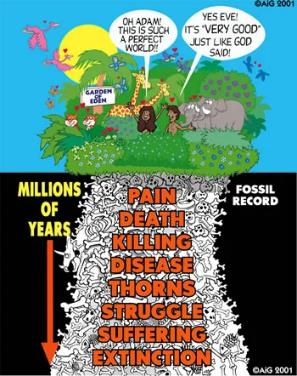 ©AiG 2001
OH ADAM!
THIS IS SUCH
A PERFECT
WORLD!!
YES EVE!
IT'S "VERY GOOD"
JUST LIKE GOD
SAID!
GARDEN
OF
EDEN
MILLIONS
OF
YEARS
FOSSIL
RECORD
PAIN
DEATH
KILLING
DISEASE
THORNS
STRUGGLE
SUFFERING
EXTINCTION
©AiG 2001